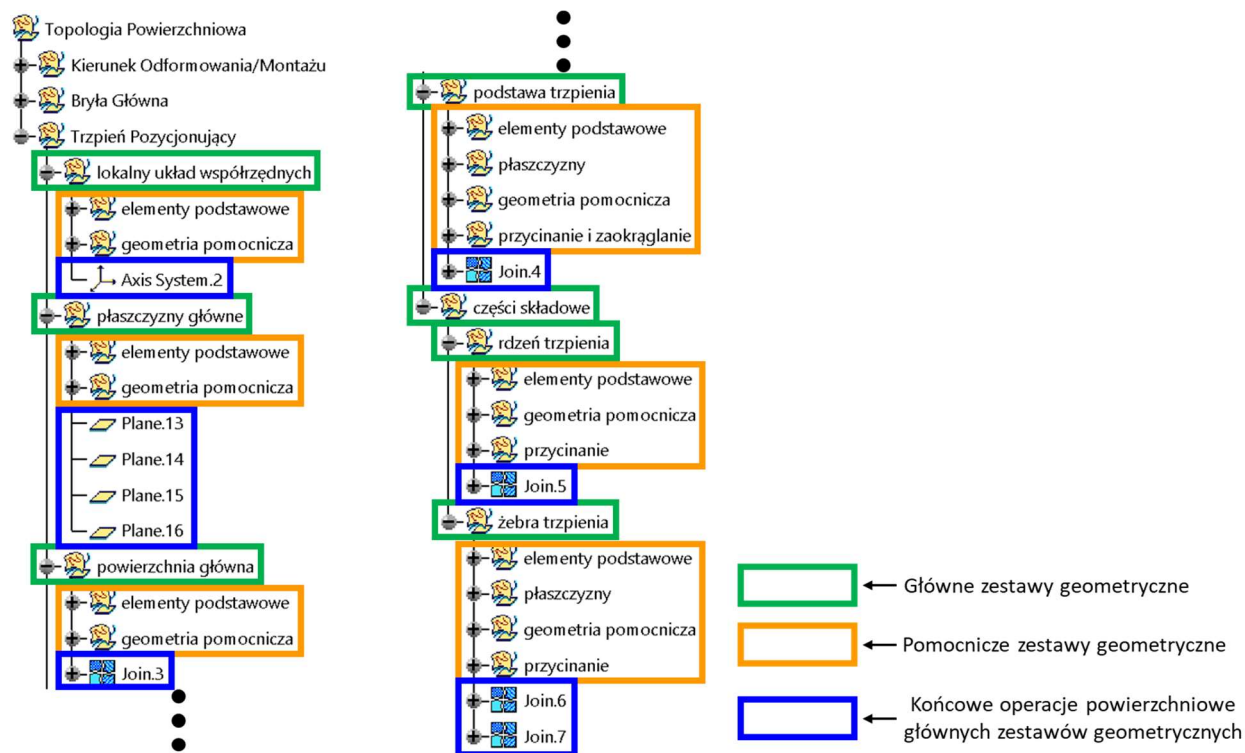 Topologia Powierzchniowa
Kierunek Odformowania/Montażu
Bryła Główna
Trzpień Pozycjonujący
lokalny układ współrzędnych
elementy podstawowe
geometria pomocnicza
Axis System.2
płaszczyzny główne
elementy podstawowe
geometria pomocnicza
Plane.13
Plane.14
Plane.15
Plane.16
powierzchnia główna
elementy podstawowe
geometria pomocnicza
Join.3
podstawa trzpienia
elementy podstawowe
płaszczyzny
geometria pomocnicza
przycinanie i zaokrąglanie
Join.4
części składowe
rdzeń trzpienia
elementy podstawowe
geometria pomocnicza
przycinanie
Join.5
żebra trzpienia
elementy podstawowe
płaszczyzny
geometria pomocnicza
przycinanie
Join.6
Join.7
Główne zestawy geometryczne
Pomocnicze zestawy geometryczne
Końcowe operacje powierzchniowe
głównych zestawów geometrycznych